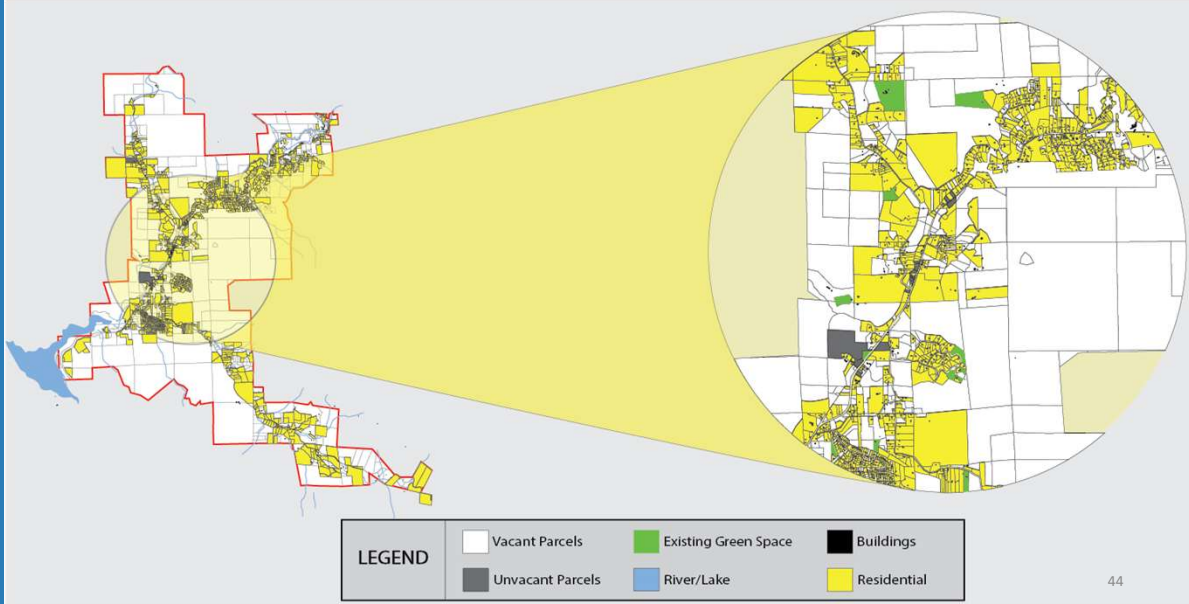 LEGEND
Vacant Parcels
Existing Green Space
Buildings
Unvacant Parcels
River/Lake
Residential
44